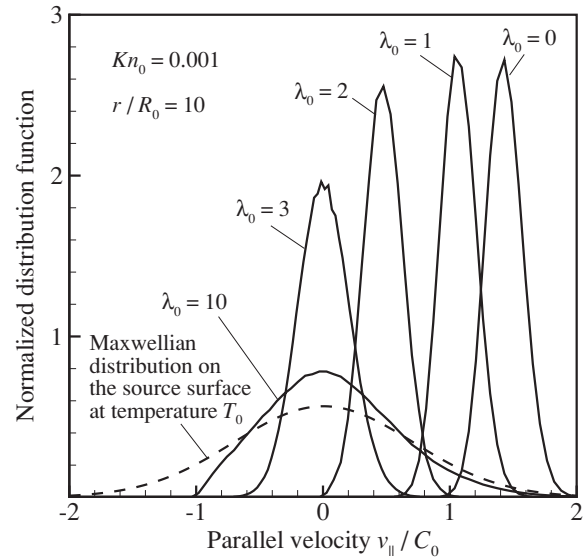 3
2
1
Normalized distribution function
Kn₀ = 0.001
r / R₀ = 10
λ₀ = 0
λ₀ = 1
λ₀ = 2
λ₀ = 3
λ₀ = 10
Maxwellian
distribution on
the source surface
at temperature T₀
-2 -1 0 1 2
Parallel velocity v∥ / C₀